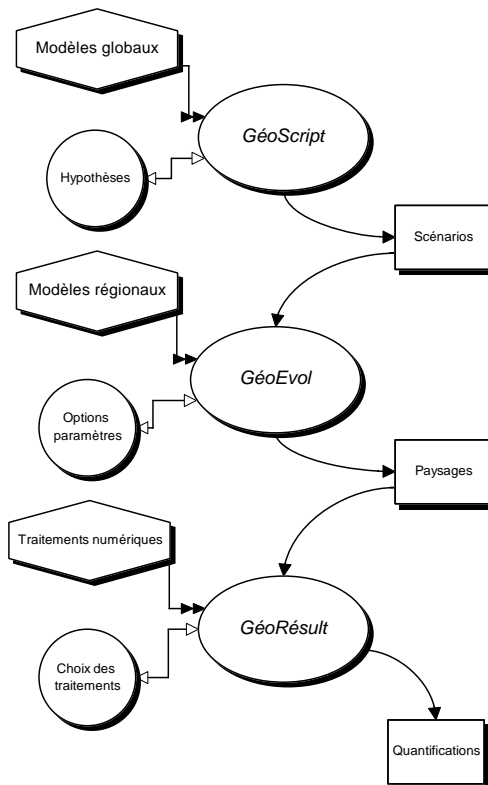 Modèles globaux
GéoScript
Hypothèses
Scénarios
Modèles régionaux
GéoEvol
Options
paramètres
Paysages
Traitements numériques
GéoRésult
Choix des
traitements
Quantifications